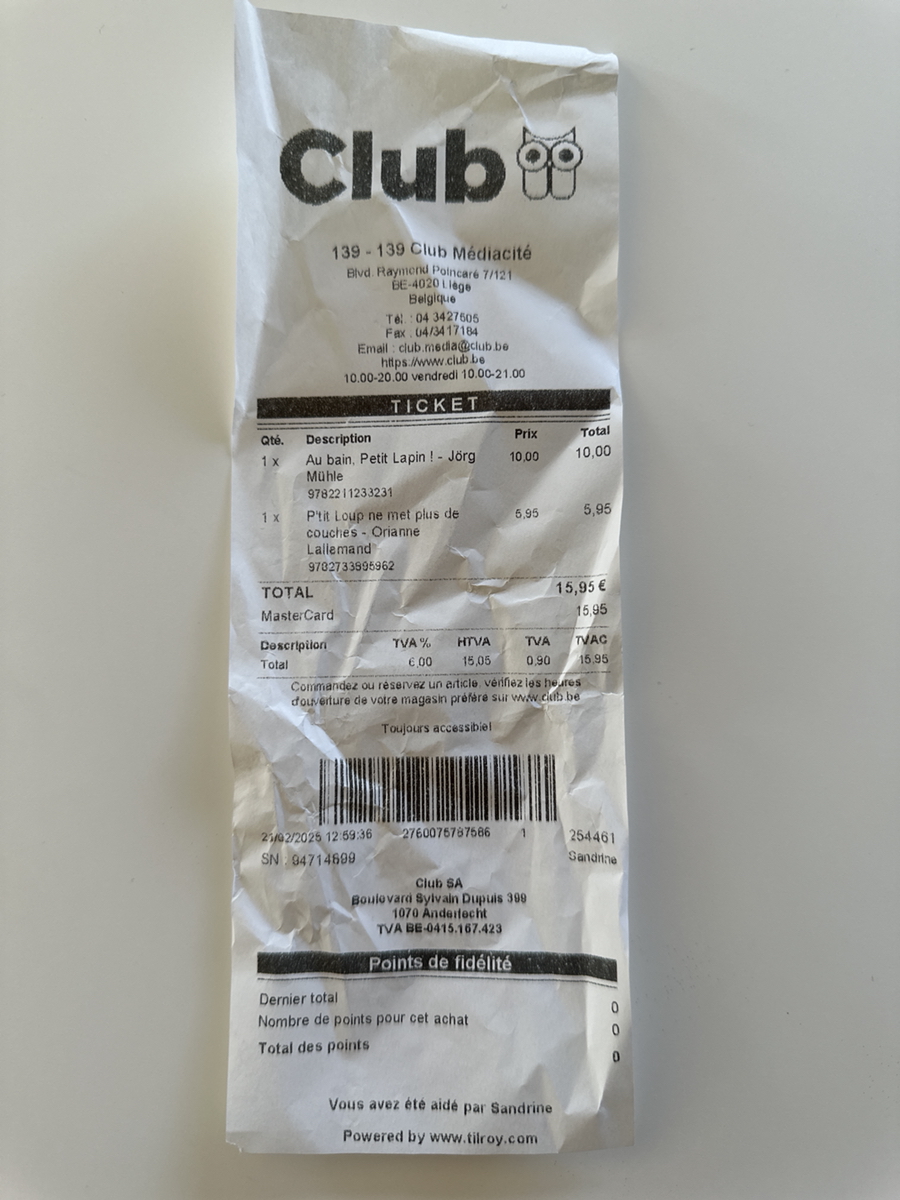 Club
139 - 139 Club Médiacité
Blvd. Raymond Poincaré 7/121
BE-4020 Liège
Belgique
Tél. : 04 3427605
Fax : 04/3417184
Email : club.media@club.be
https://www.club.be
10.00-20.00 vendredi 10.00-21.00
TICKET
Qté. Description Prix Total
1 x Au bain, Petit Lapin ! - Jörg 10,00 10,00
Mühle
9782211233231
1 x P'tit Loup ne met plus de 5,95 5,95
couches - Orianne
Lallemand
9782733995962
TOTAL 15,95 €
MasterCard 15,95
Description TVA % HTVA TVA TVAC
Total 6,00 15,05 0,90 15,95
Commandez ou réservez un article, vérifiez les heures
d'ouverture de votre magasin préféré sur www.club.be
Toujours accessible!
12:59:36 2760075787586 1 254461
SN : 94714699 Sandrine
Club SA
Boulevard Sylvain Dupuis 399
1070 Anderlecht
TVA BE-0415.167.423
Points de fidélité
Dernier total 0
Nombre de points pour cet achat 0
Total des points 0
Vous avez été aidé par Sandrine
Powered by www.tilroy.com